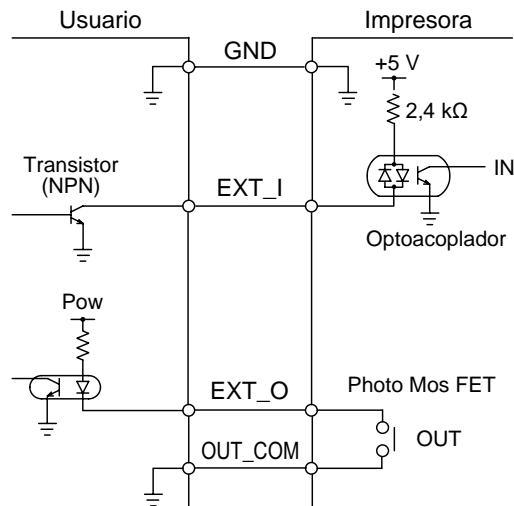 Usuario
Impresora
GND
+5 V
2,4 kΩ
Transistor
(NPN)
EXT_I
IN
Optoacoplador
Pow
EXT_O
Photo Mos FET
OUT
OUT_COM